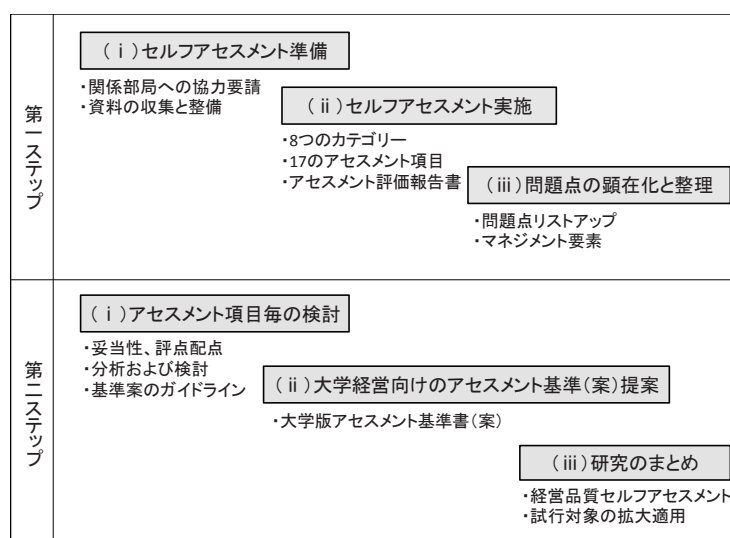 第一ステップ
(ⅰ)セルフアセスメント準備
・関係部局への協力要請
・資料の収集と整備
(ⅱ)セルフアセスメント実施
・8つのカテゴリー
・17のアセスメント項目
・アセスメント評価報告書
(ⅲ)問題点の顕在化と整理
・問題点リストアップ
・マネジメント要素
第二ステップ
(ⅰ)アセスメント項目毎の検討
・妥当性、評点配点
・分析および検討
・基準案のガイドライン
(ⅱ)大学経営向けのアセスメント基準(案)提案
・大学版アセスメント基準書(案)
(ⅲ)研究のまとめ
・経営品質セルフアセスメント
・試行対象の拡大適用